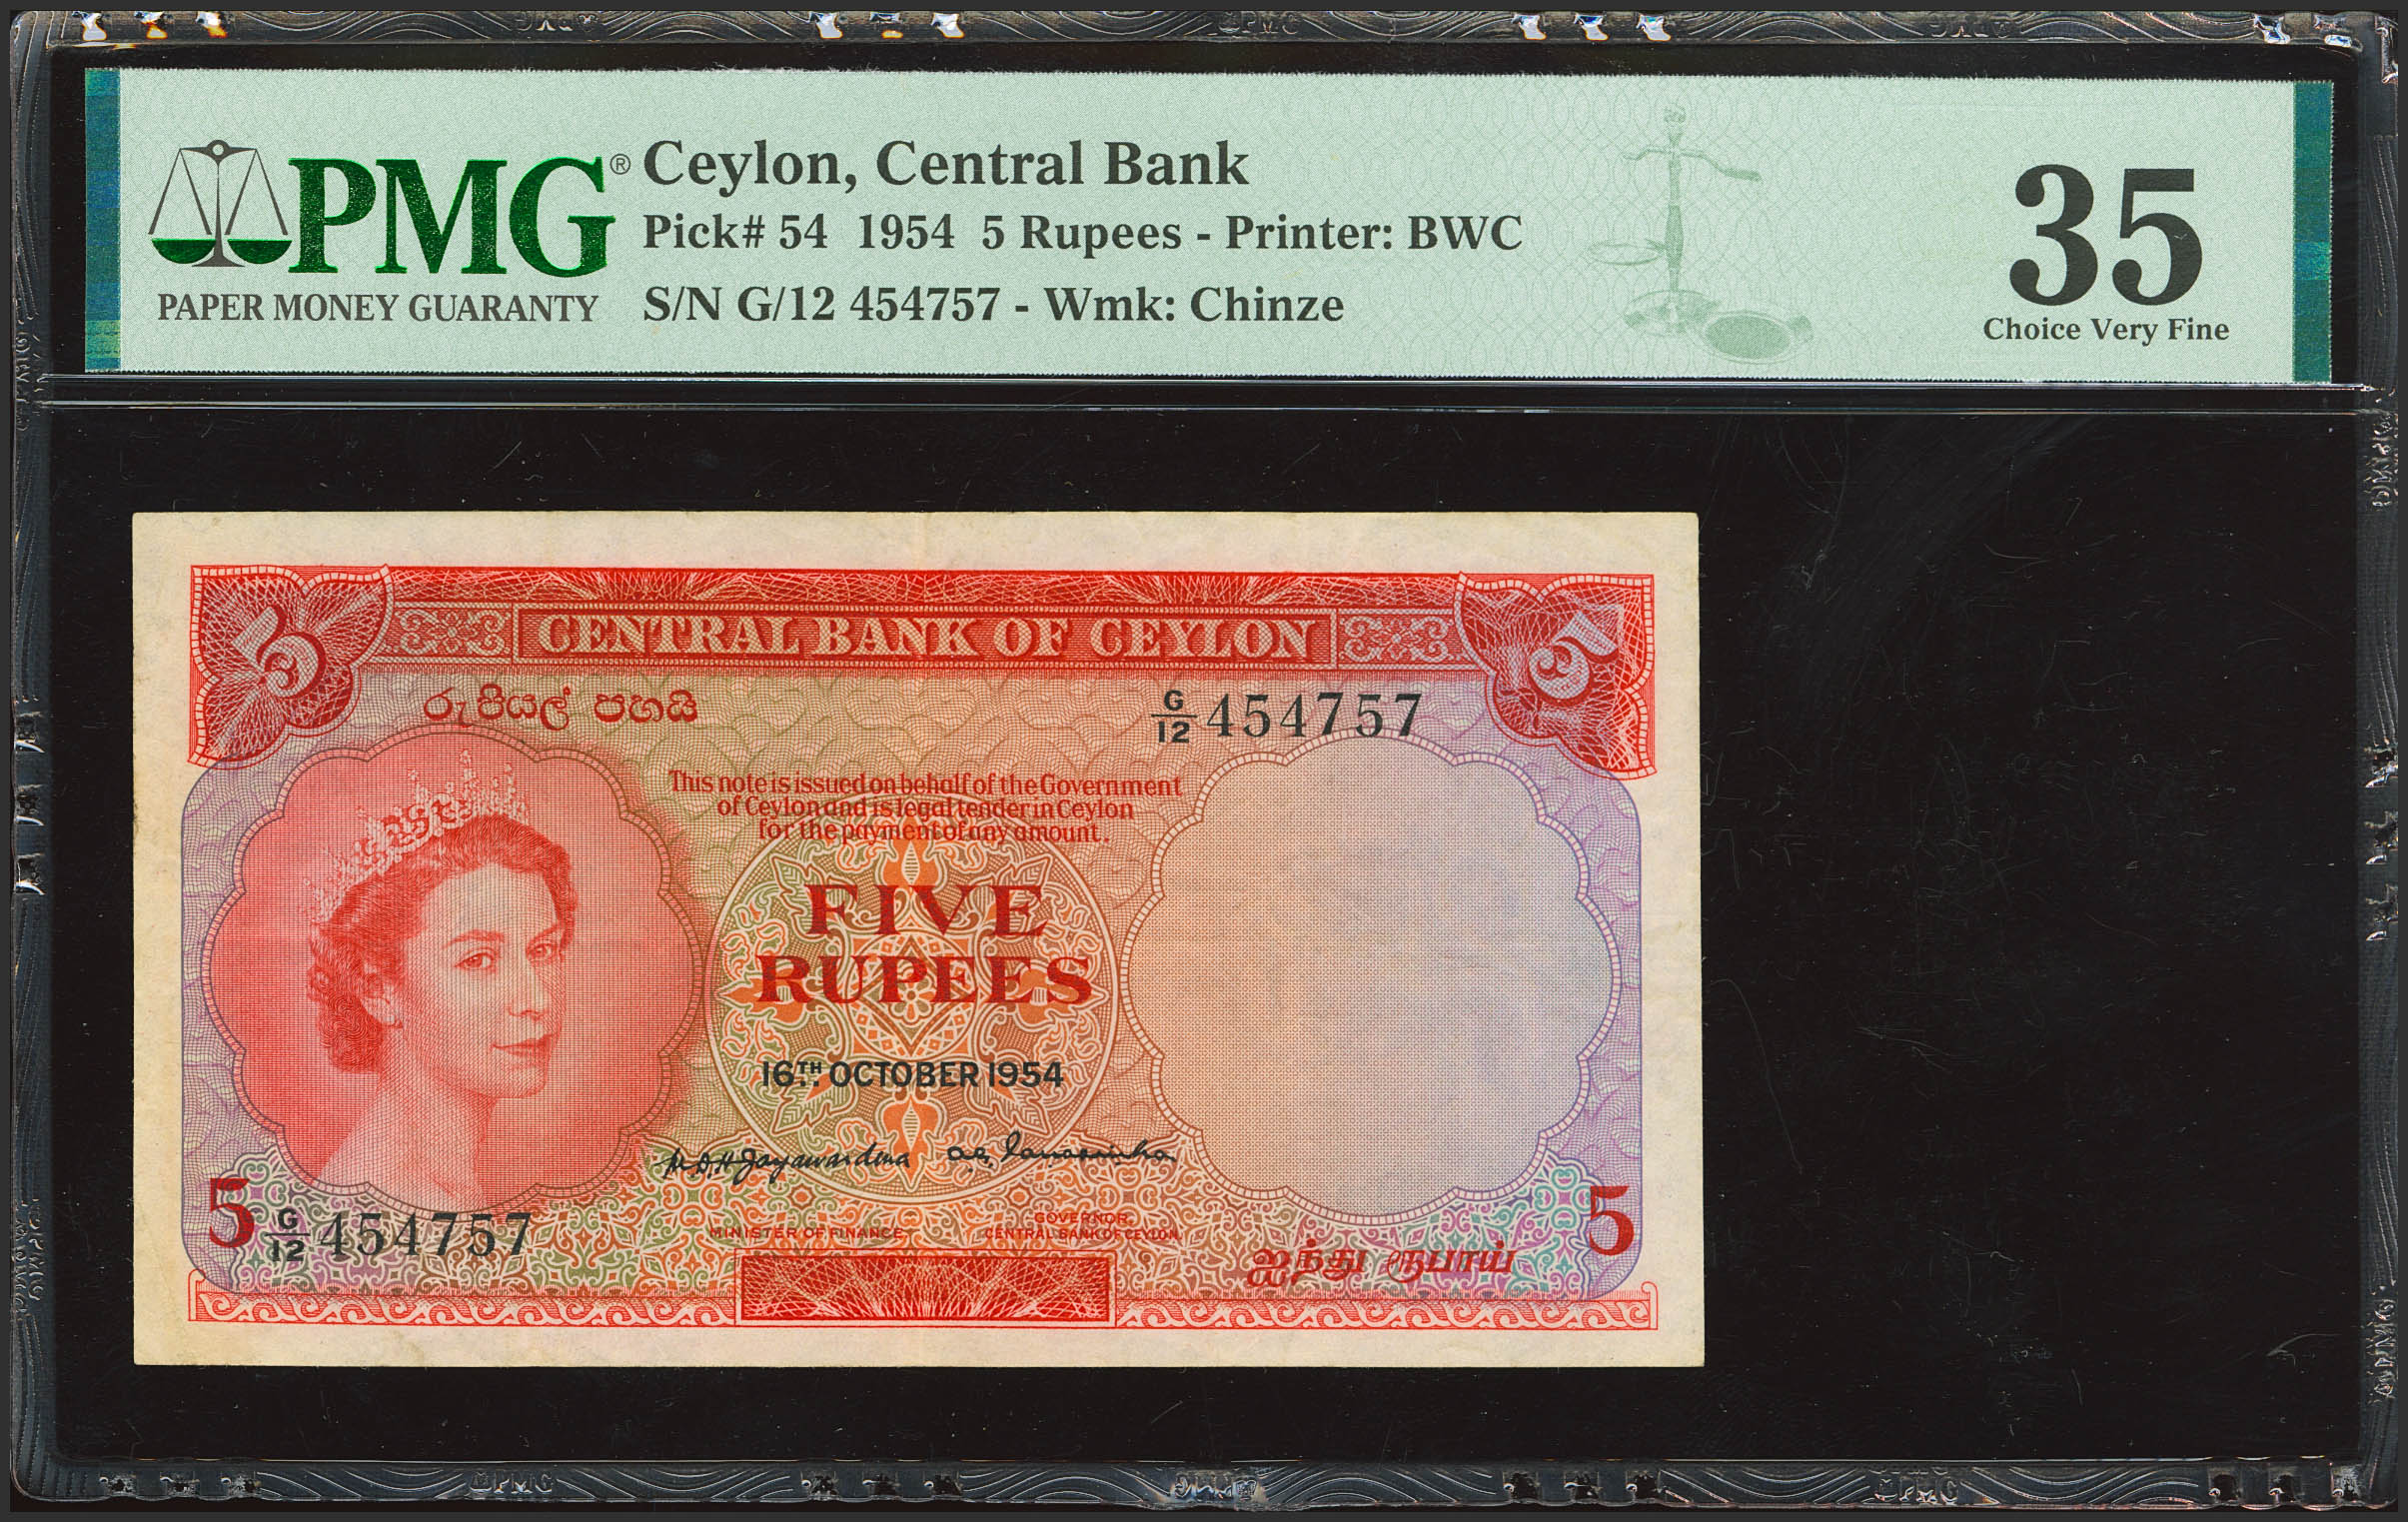 PMG®
PAPER MONEY GUARANTY
Ceylon, Central Bank
Pick# 54 1954 5 Rupees - Printer: BWC
S/N G/12 454757 - Wmk: Chinze
35
Choice Very Fine
5
CENTRAL BANK OF CEYLON
5
රුපියල් පහයි
G/12 454757
This note is issued on behalf of the Government
of Ceylon and is legal tender in Ceylon
for the payment of any amount.
FIVE
RUPEES
16TH OCTOBER 1954
MINISTER OF FINANCE.
GOVERNOR,
CENTRAL BANK OF CEYLON.
5
G/12 454757
ஐந்து ரூபாய்
5